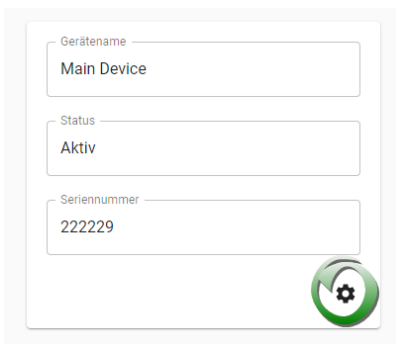 Gerätename
Main Device
Status
Aktiv
Seriennummer
222229